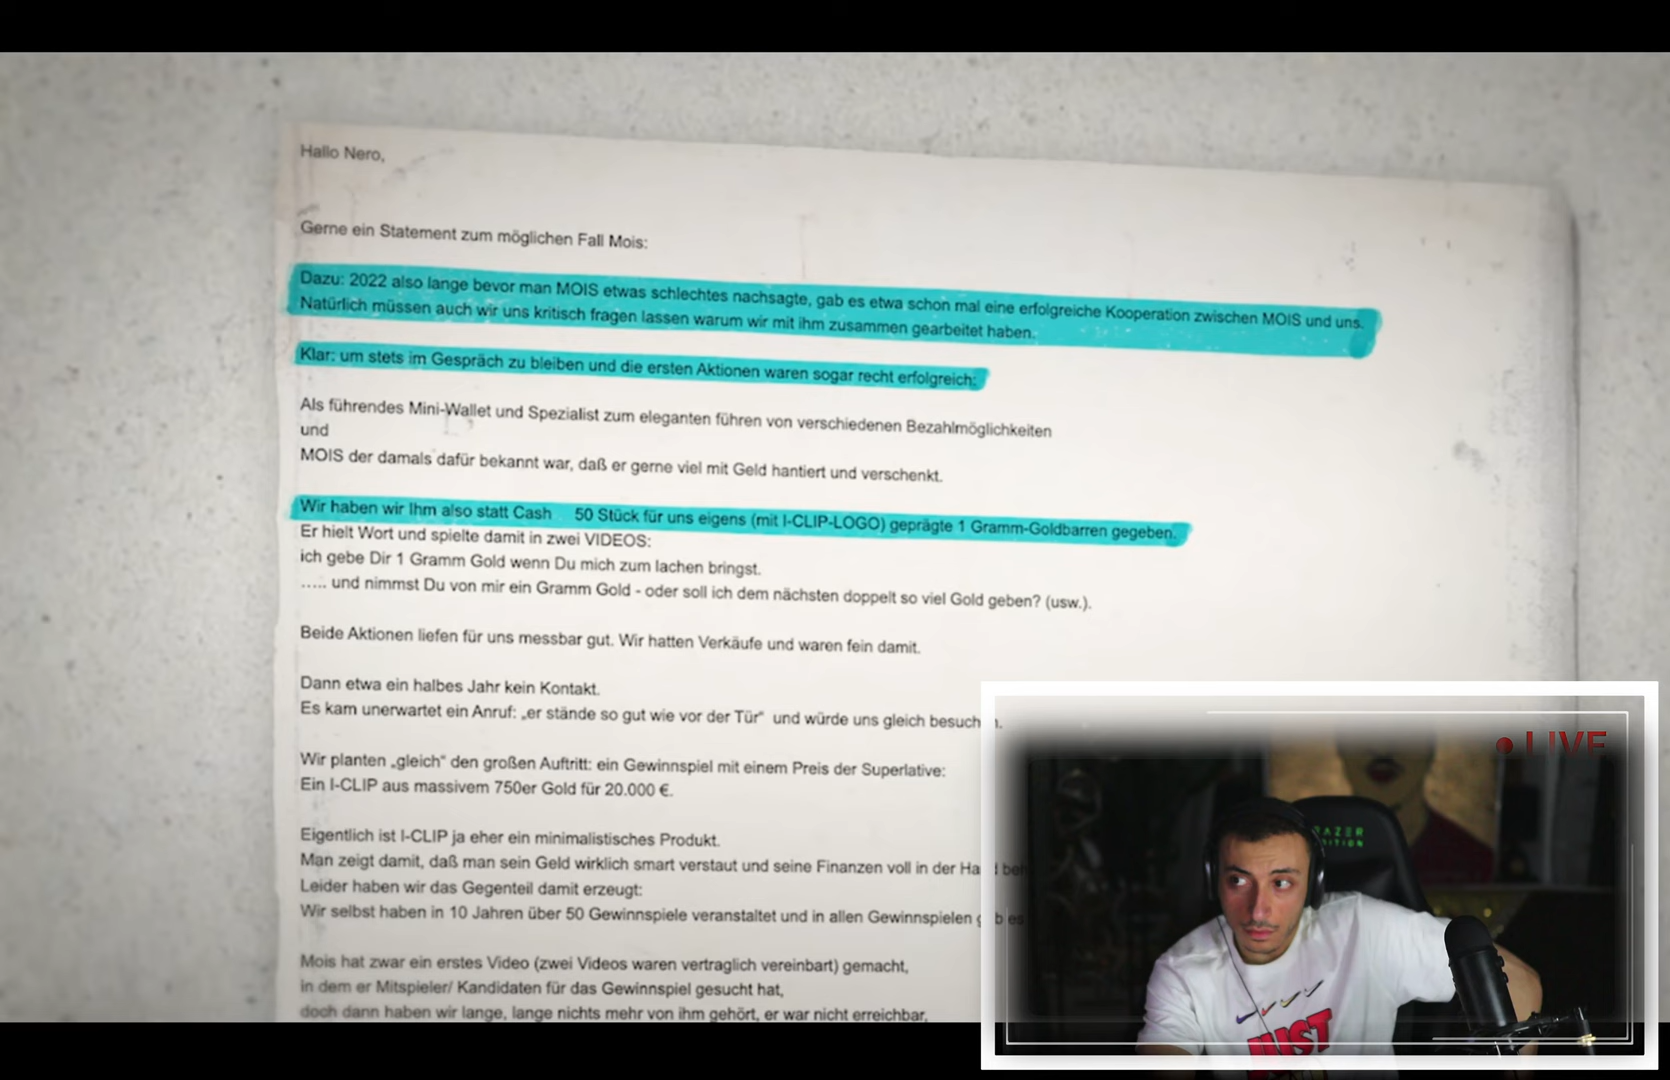 Hallo Nero,
Gerne ein Statement zum möglichen Fall Mois:
Dazu: 2022 also lange bevor man MOIS etwas schlechtes nachsagte, gab es etwa schon mal eine erfolgreiche Kooperation zwischen MOIS und uns.
Natürlich müssen auch wir uns kritisch fragen lassen warum wir mit ihm zusammen gearbeitet haben.
Klar: um stets im Gespräch zu bleiben und die ersten Aktionen waren sogar recht erfolgreich:
Als führendes Mini-Wallet und Spezialist zum eleganten führen von verschiedenen Bezahlmöglichkeiten
und
MOIS der damals dafür bekannt war, daß er gerne viel mit Geld hantiert und verschenkt.
Wir haben wir Ihm also statt Cash 50 Stück für uns eigens (mit I-CLIP-LOGO) geprägte 1 Gramm-Goldbarren gegeben.
Er hielt Wort und spielte damit in zwei VIDEOS:
ich gebe Dir 1 Gramm Gold wenn Du mich zum lachen bringst.
..... und nimmst Du von mir ein Gramm Gold - oder soll ich dem nächsten doppelt so viel Gold geben? (usw.).
Beide Aktionen liefen für uns messbar gut. Wir hatten Verkäufe und waren fein damit.
Dann etwa ein halbes Jahr kein Kontakt.
Es kam unerwartet ein Anruf: „er stände so gut wie vor der Tür“ und würde uns gleich besuch n.
Wir planten „gleich“ den großen Auftritt: ein Gewinnspiel mit einem Preis der Superlative:
Ein I-CLIP aus massivem 750er Gold für 20.000 €.
Eigentlich ist I-CLIP ja eher ein minimalistisches Produkt.
Man zeigt damit, daß man sein Geld wirklich smart verstaut und seine Finanzen voll in der Ha
Leider haben wir das Gegenteil damit erzeugt:
Wir selbst haben in 10 Jahren über 50 Gewinnspiele veranstaltet und in allen Gewinnspielen g b es
Mois hat zwar ein erstes Video (zwei Videos waren vertraglich vereinbart) gemacht,
in dem er Mitspieler/ Kandidaten für das Gewinnspiel gesucht hat,
doch dann haben wir lange, lange nichts mehr von ihm gehört, er war nicht erreichbar,
LIVE
RAZER
EDITION
JUST